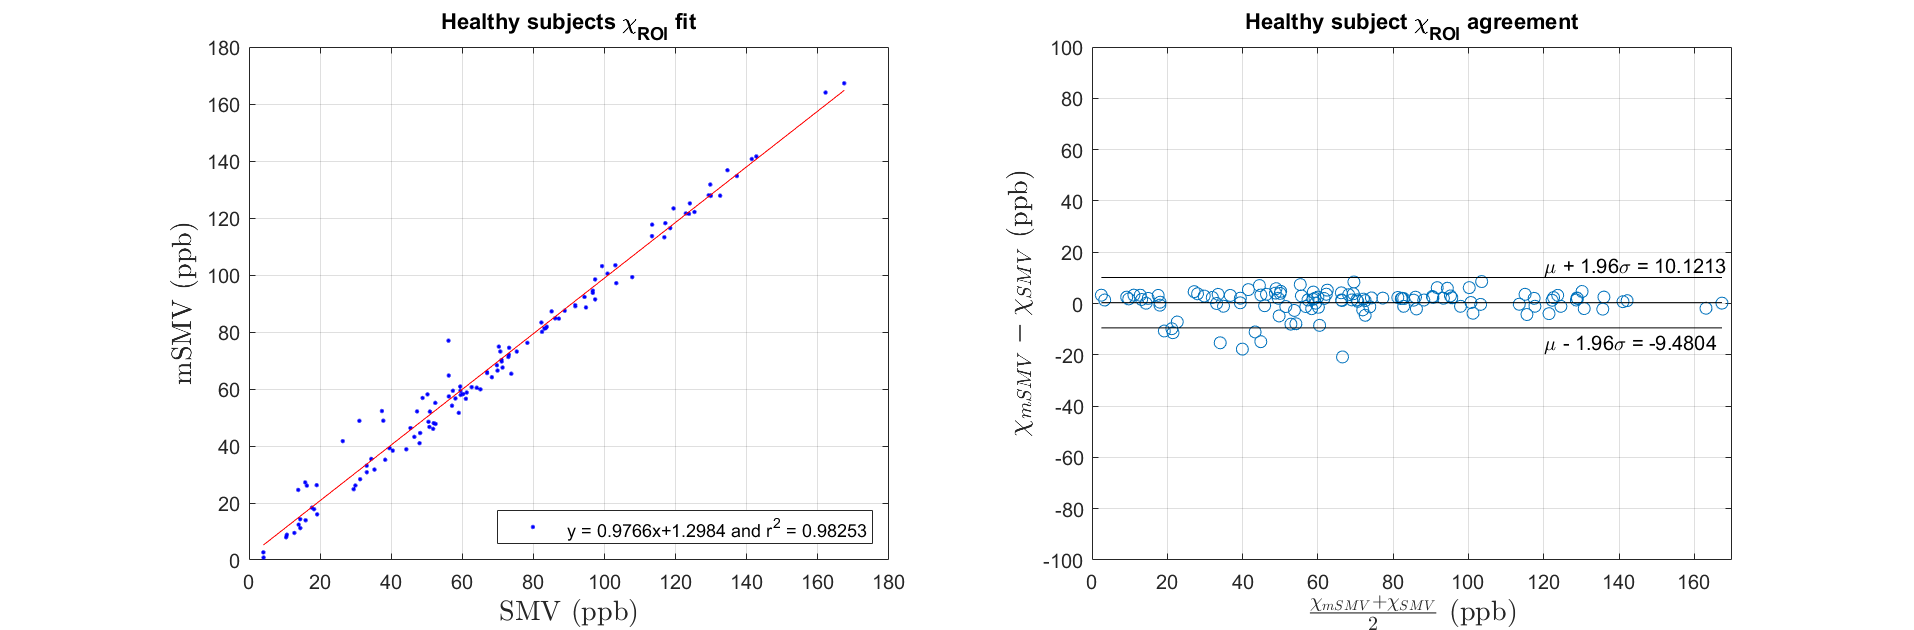 Healthy subjects χROI fit
180
160
140
120
100
80
60
40
20
0
mSMV (ppb)
y = 0.9766x+1.2984 and r² = 0.98253
0 20 40 60 80 100 120 140 160 180
SMV (ppb)
Healthy subject χROI agreement
100
80
60
40
20
0
-20
-40
-60
-80
-100
χmSMV − χSMV (ppb)
μ + 1.96σ = 10.1213
μ - 1.96σ = -9.4804
0 20 40 60 80 100 120 140 160
χmSMV+χSMV
2
(ppb)